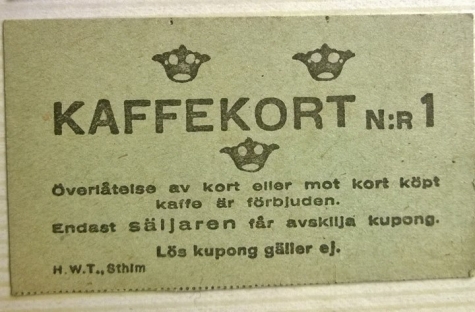 KAFFEKORT N:R 1
Överlåtelse av kort eller mot kort köpt
kaffe är förbjuden.
Endast säljaren får avskilja kupong.
Lös kupong gäller ej.
H.W.T., Sthlm